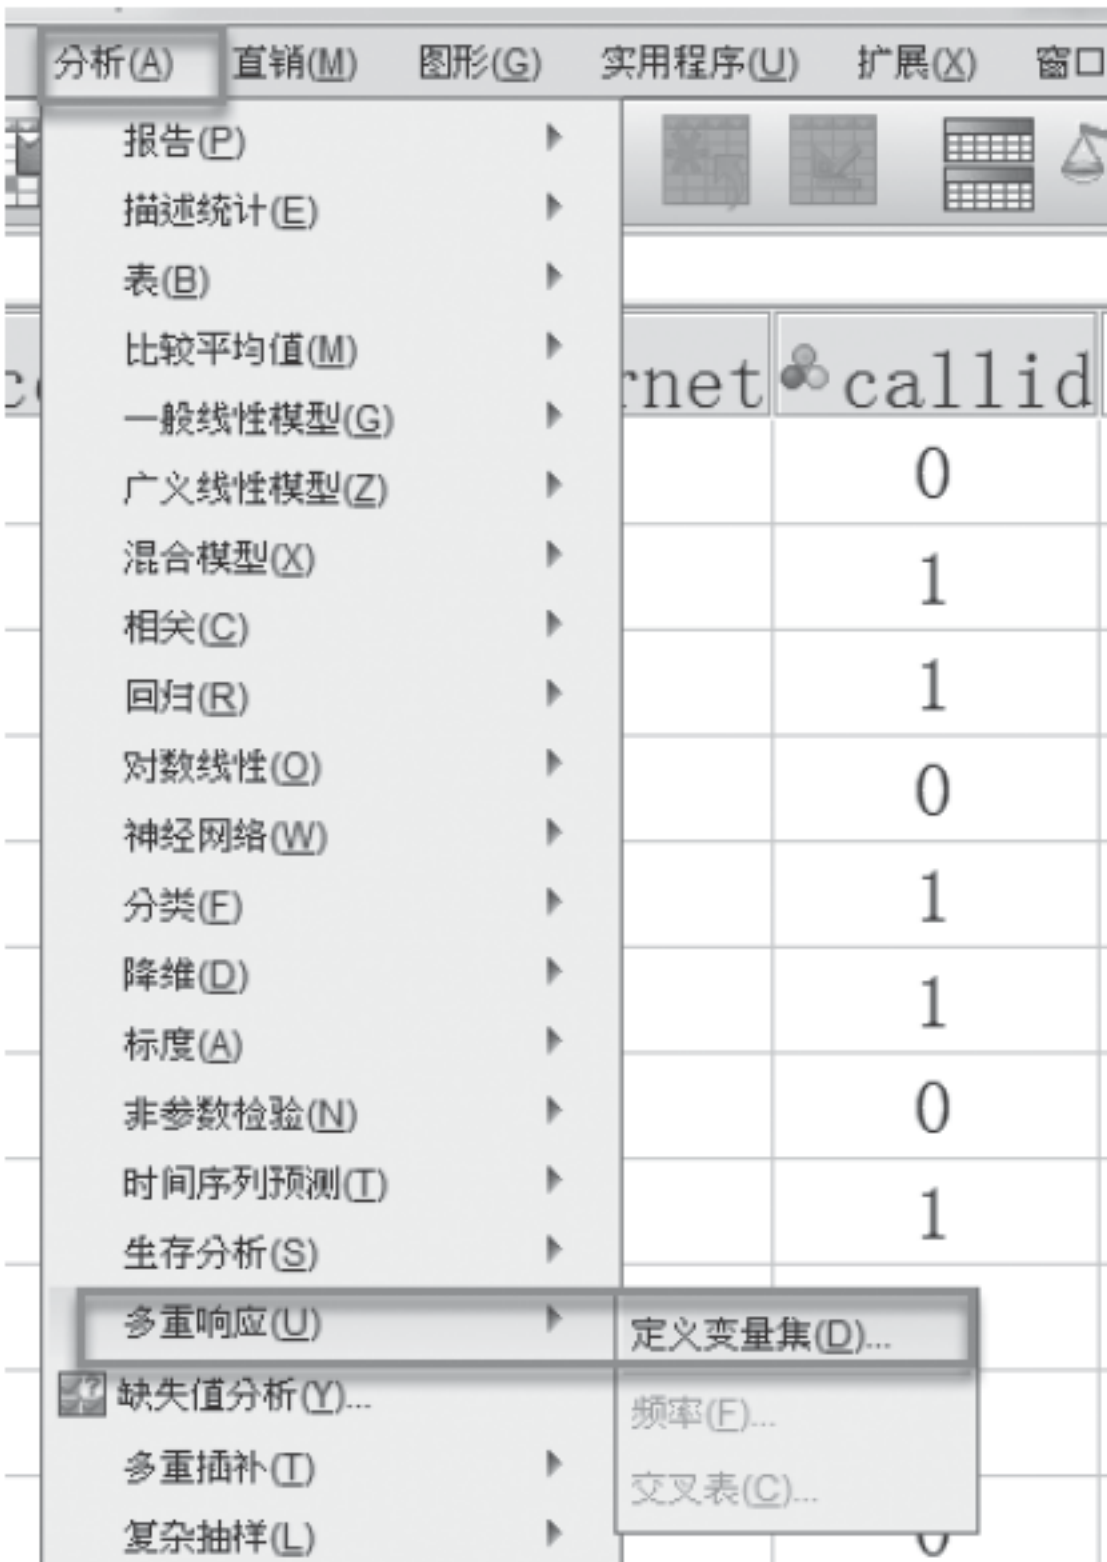 分析(A) 直销(M) 图形(G) 实用程序(U) 扩展(X) 窗口
报告(P)
描述统计(E)
表(B)
比较平均值(M)
一般线性模型(G)
广义线性模型(Z)
混合模型(X)
相关(C)
回归(R)
对数线性(O)
神经网络(W)
分类(F)
降维(D)
标度(A)
非参数检验(N)
时间序列预测(T)
生存分析(S)
多重响应(U)
缺失值分析(Y)...
多重插补(T)
复杂抽样(L)
定义变量集(D)...
频率(F)...
交叉表(C)...
rnet callid
0
1
1
0
1
1
0
1